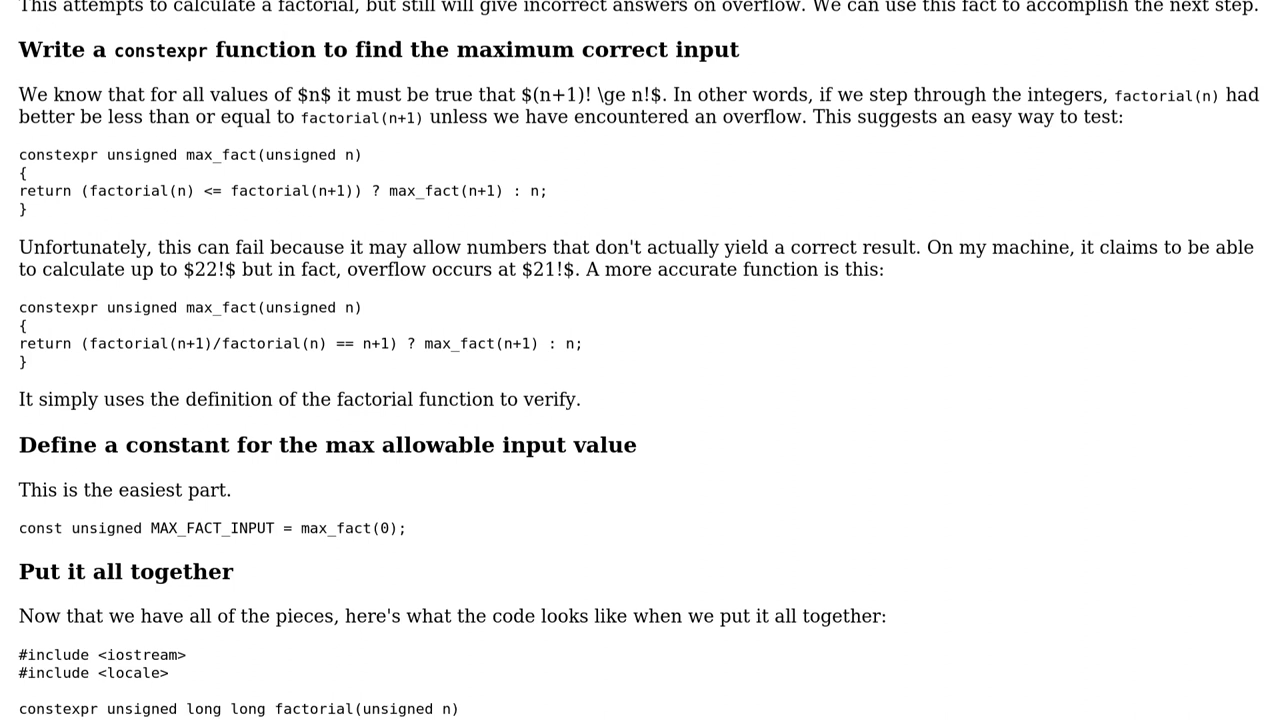 This attempts to calculate a factorial, but still will give incorrect answers on overflow. We can use this fact to accomplish the next step.
Write a constexpr function to find the maximum correct input
We know that for all values of $n$ it must be true that $(n+1)! \ge n!$. In other words, if we step through the integers, factorial(n) had
better be less than or equal to factorial(n+1) unless we have encountered an overflow. This suggests an easy way to test:
constexpr unsigned max_fact(unsigned n)
{
return (factorial(n) <= factorial(n+1)) ? max_fact(n+1) : n;
}
Unfortunately, this can fail because it may allow numbers that don't actually yield a correct result. On my machine, it claims to be able
to calculate up to $22!$ but in fact, overflow occurs at $21!$. A more accurate function is this:
constexpr unsigned max_fact(unsigned n)
{
return (factorial(n+1)/factorial(n) == n+1) ? max_fact(n+1) : n;
}
It simply uses the definition of the factorial function to verify.
Define a constant for the max allowable input value
This is the easiest part.
const unsigned MAX_FACT_INPUT = max_fact(0);
Put it all together
Now that we have all of the pieces, here's what the code looks like when we put it all together:
#include <iostream>
#include <locale>
constexpr unsigned long long factorial(unsigned n)